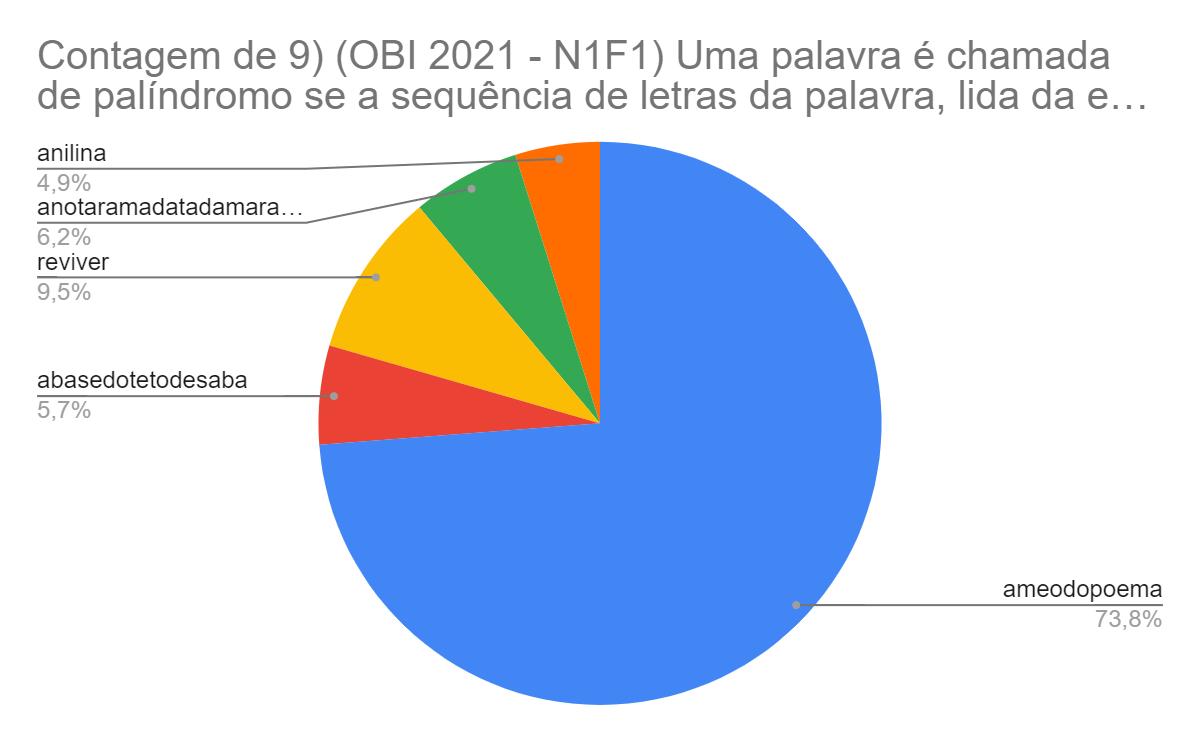 Contagem de 9) (OBI 2021 - N1F1) Uma palavra é chamada
de palíndromo se a sequência de letras da palavra, lida da e…
anilina
4,9%
anotaramadatadamara…
6,2%
reviver
9,5%
abasedotetodesaba
5,7%
ameodopoema
73,8%